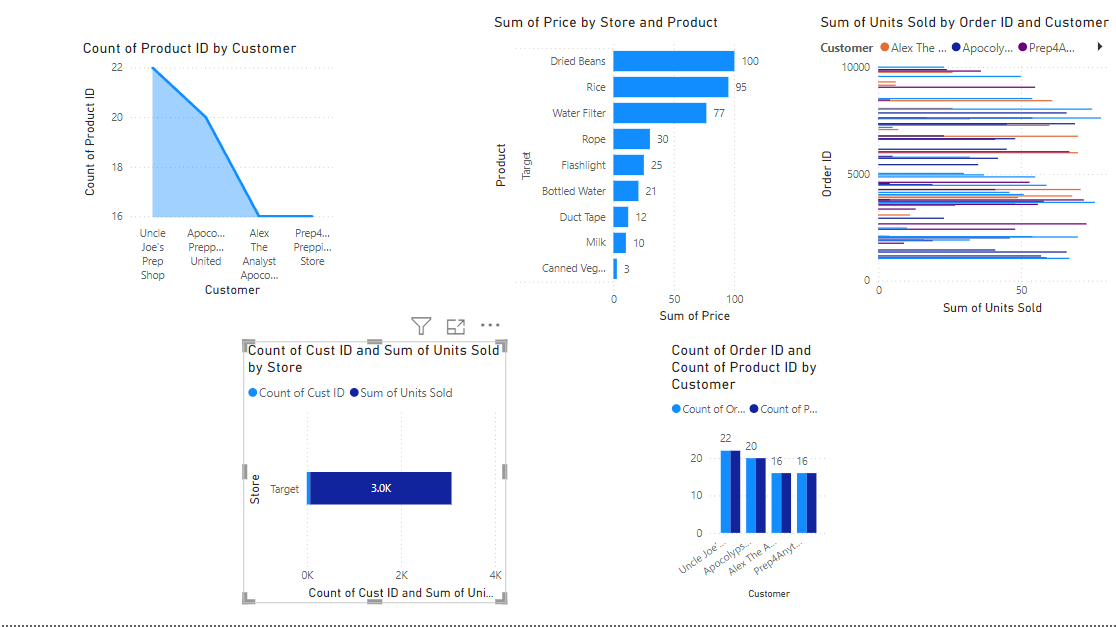 Count of Product ID by Customer
22
20
18
16
Count of Product ID
Uncle
Joe's
Prep
Shop
Apoco...
Prepp...
United
Alex
The
Analyst
Apoco...
Prep4...
Preppi...
Store
Customer
Sum of Price by Store and Product
Product
Target
Dried Beans
100
Rice
95
Water Filter
77
Rope
30
Flashlight
25
Bottled Water
21
Duct Tape
12
Milk
10
Canned Veg...
3
0
50
100
Sum of Price
Sum of Units Sold by Order ID and Customer
Customer
Alex The ...
Apocoly...
Prep4A...
10000
5000
0
Order ID
0
50
Sum of Units Sold
Count of Cust ID and Sum of Units Sold
by Store
Count of Cust ID
Sum of Units Sold
Store
Target
3.0K
0K
2K
4K
Count of Cust ID and Sum of Uni...
Count of Order ID and
Count of Product ID by
Customer
Count of Or...
Count of P...
22
20
16
16
20
10
0
Uncle Joe'...
Apocolyps...
Alex The A...
Prep4Anyt...
Customer